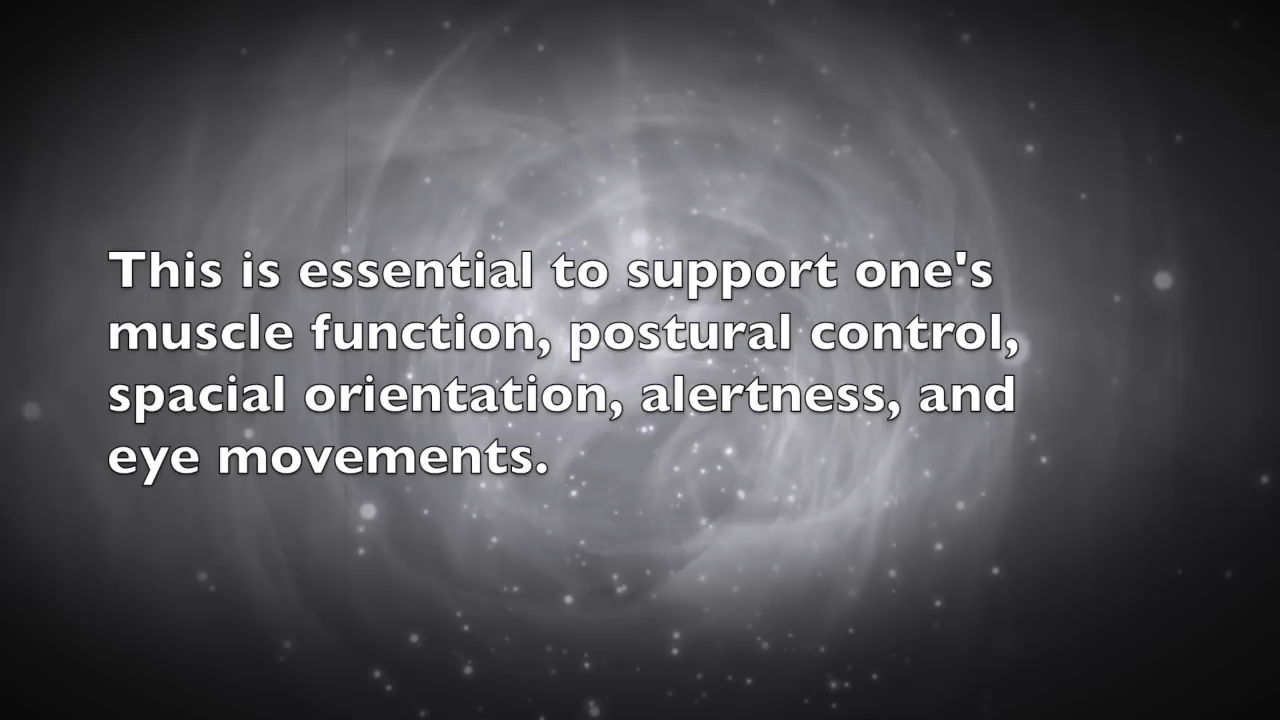 This is essential to support one's
muscle function, postural control,
spacial orientation, alertness, and
eye movements.